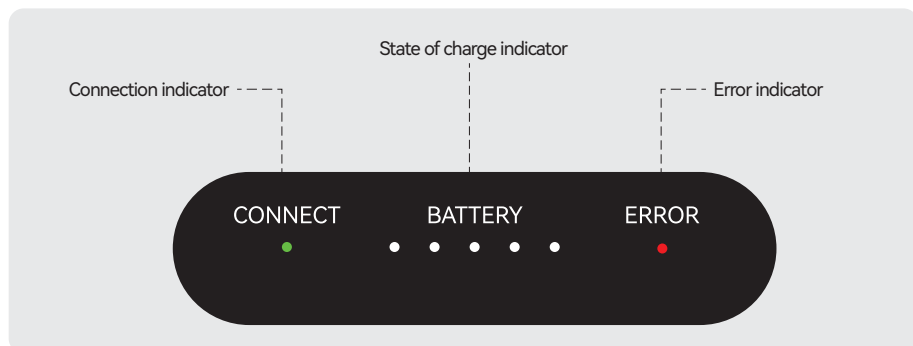 State of charge indicator
Connection indicator
Error indicator
CONNECT
BATTERY
ERROR